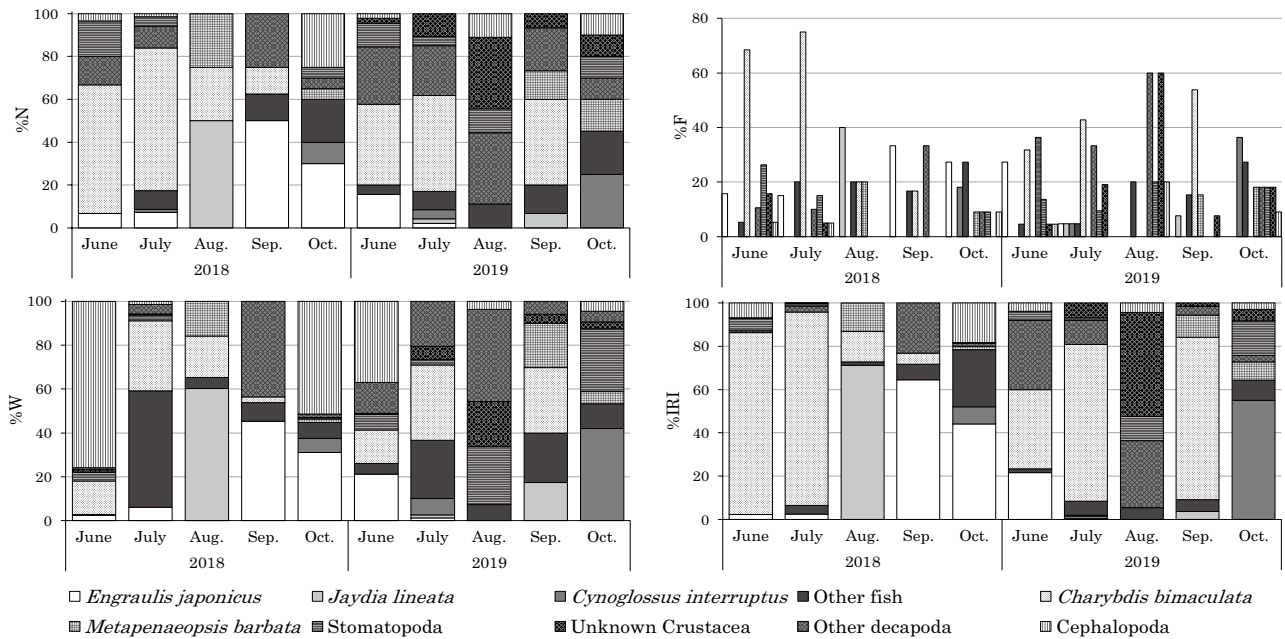 %N
100
80
60
40
20
0
June July Aug. Sep. Oct. June July Aug. Sep. Oct.
2018 2019
%F
80
60
40
20
0
June July Aug. Sep. Oct. June July Aug. Sep. Oct.
2018 2019
%W
100
80
60
40
20
0
June July Aug. Sep. Oct. June July Aug. Sep. Oct.
2018 2019
%IRI
100
80
60
40
20
0
June July Aug. Sep. Oct. June July Aug. Sep. Oct.
2018 2019
Engraulis japonicus Jaydia lineata Cynoglossus interruptus Other fish Charybdis bimaculata
Metapenaeopsis barbata Stomatopoda Unknown Crustacea Other decapoda Cephalopoda